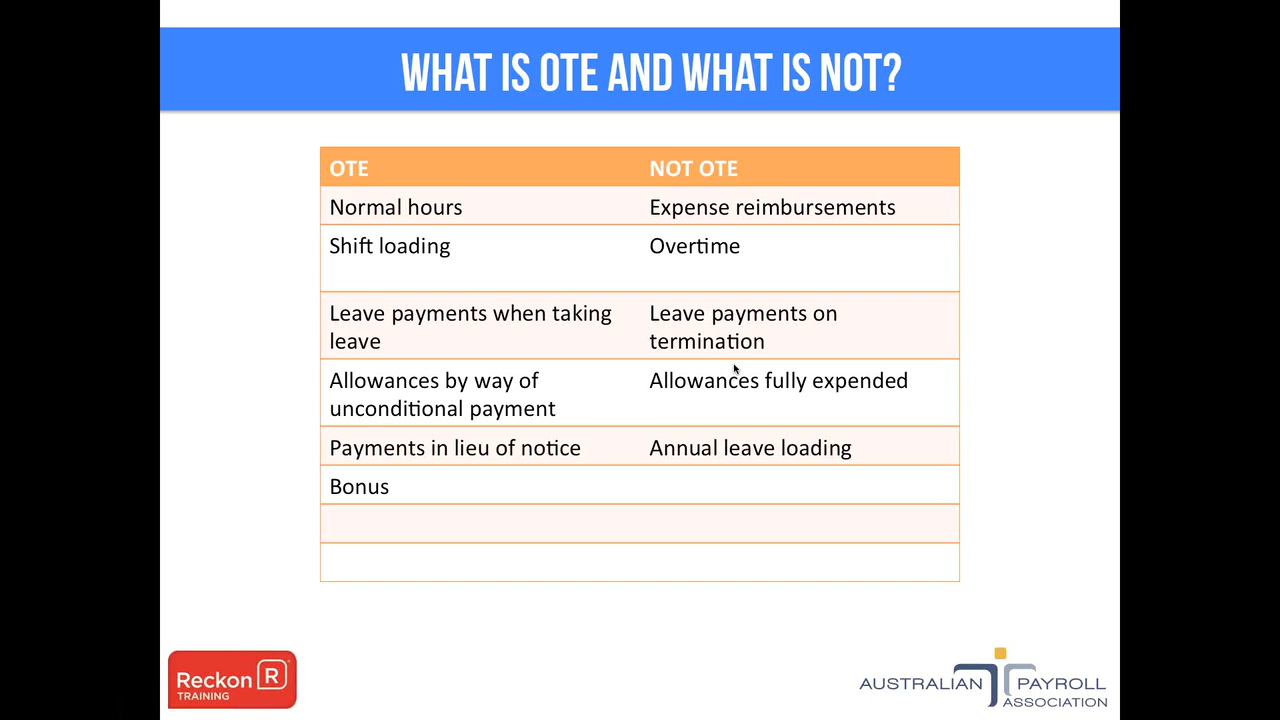 WHAT IS OTE AND WHAT IS NOT?
OTE NOT OTE
Normal hours Expense reimbursements
Shift loading Overtime
Leave payments when taking Leave payments on
leave termination
Allowances by way of Allowances fully expended
unconditional payment
Payments in lieu of notice Annual leave loading
Bonus
Reckon R
TRAINING
AUSTRALIAN PAYROLL
ASSOCIATION